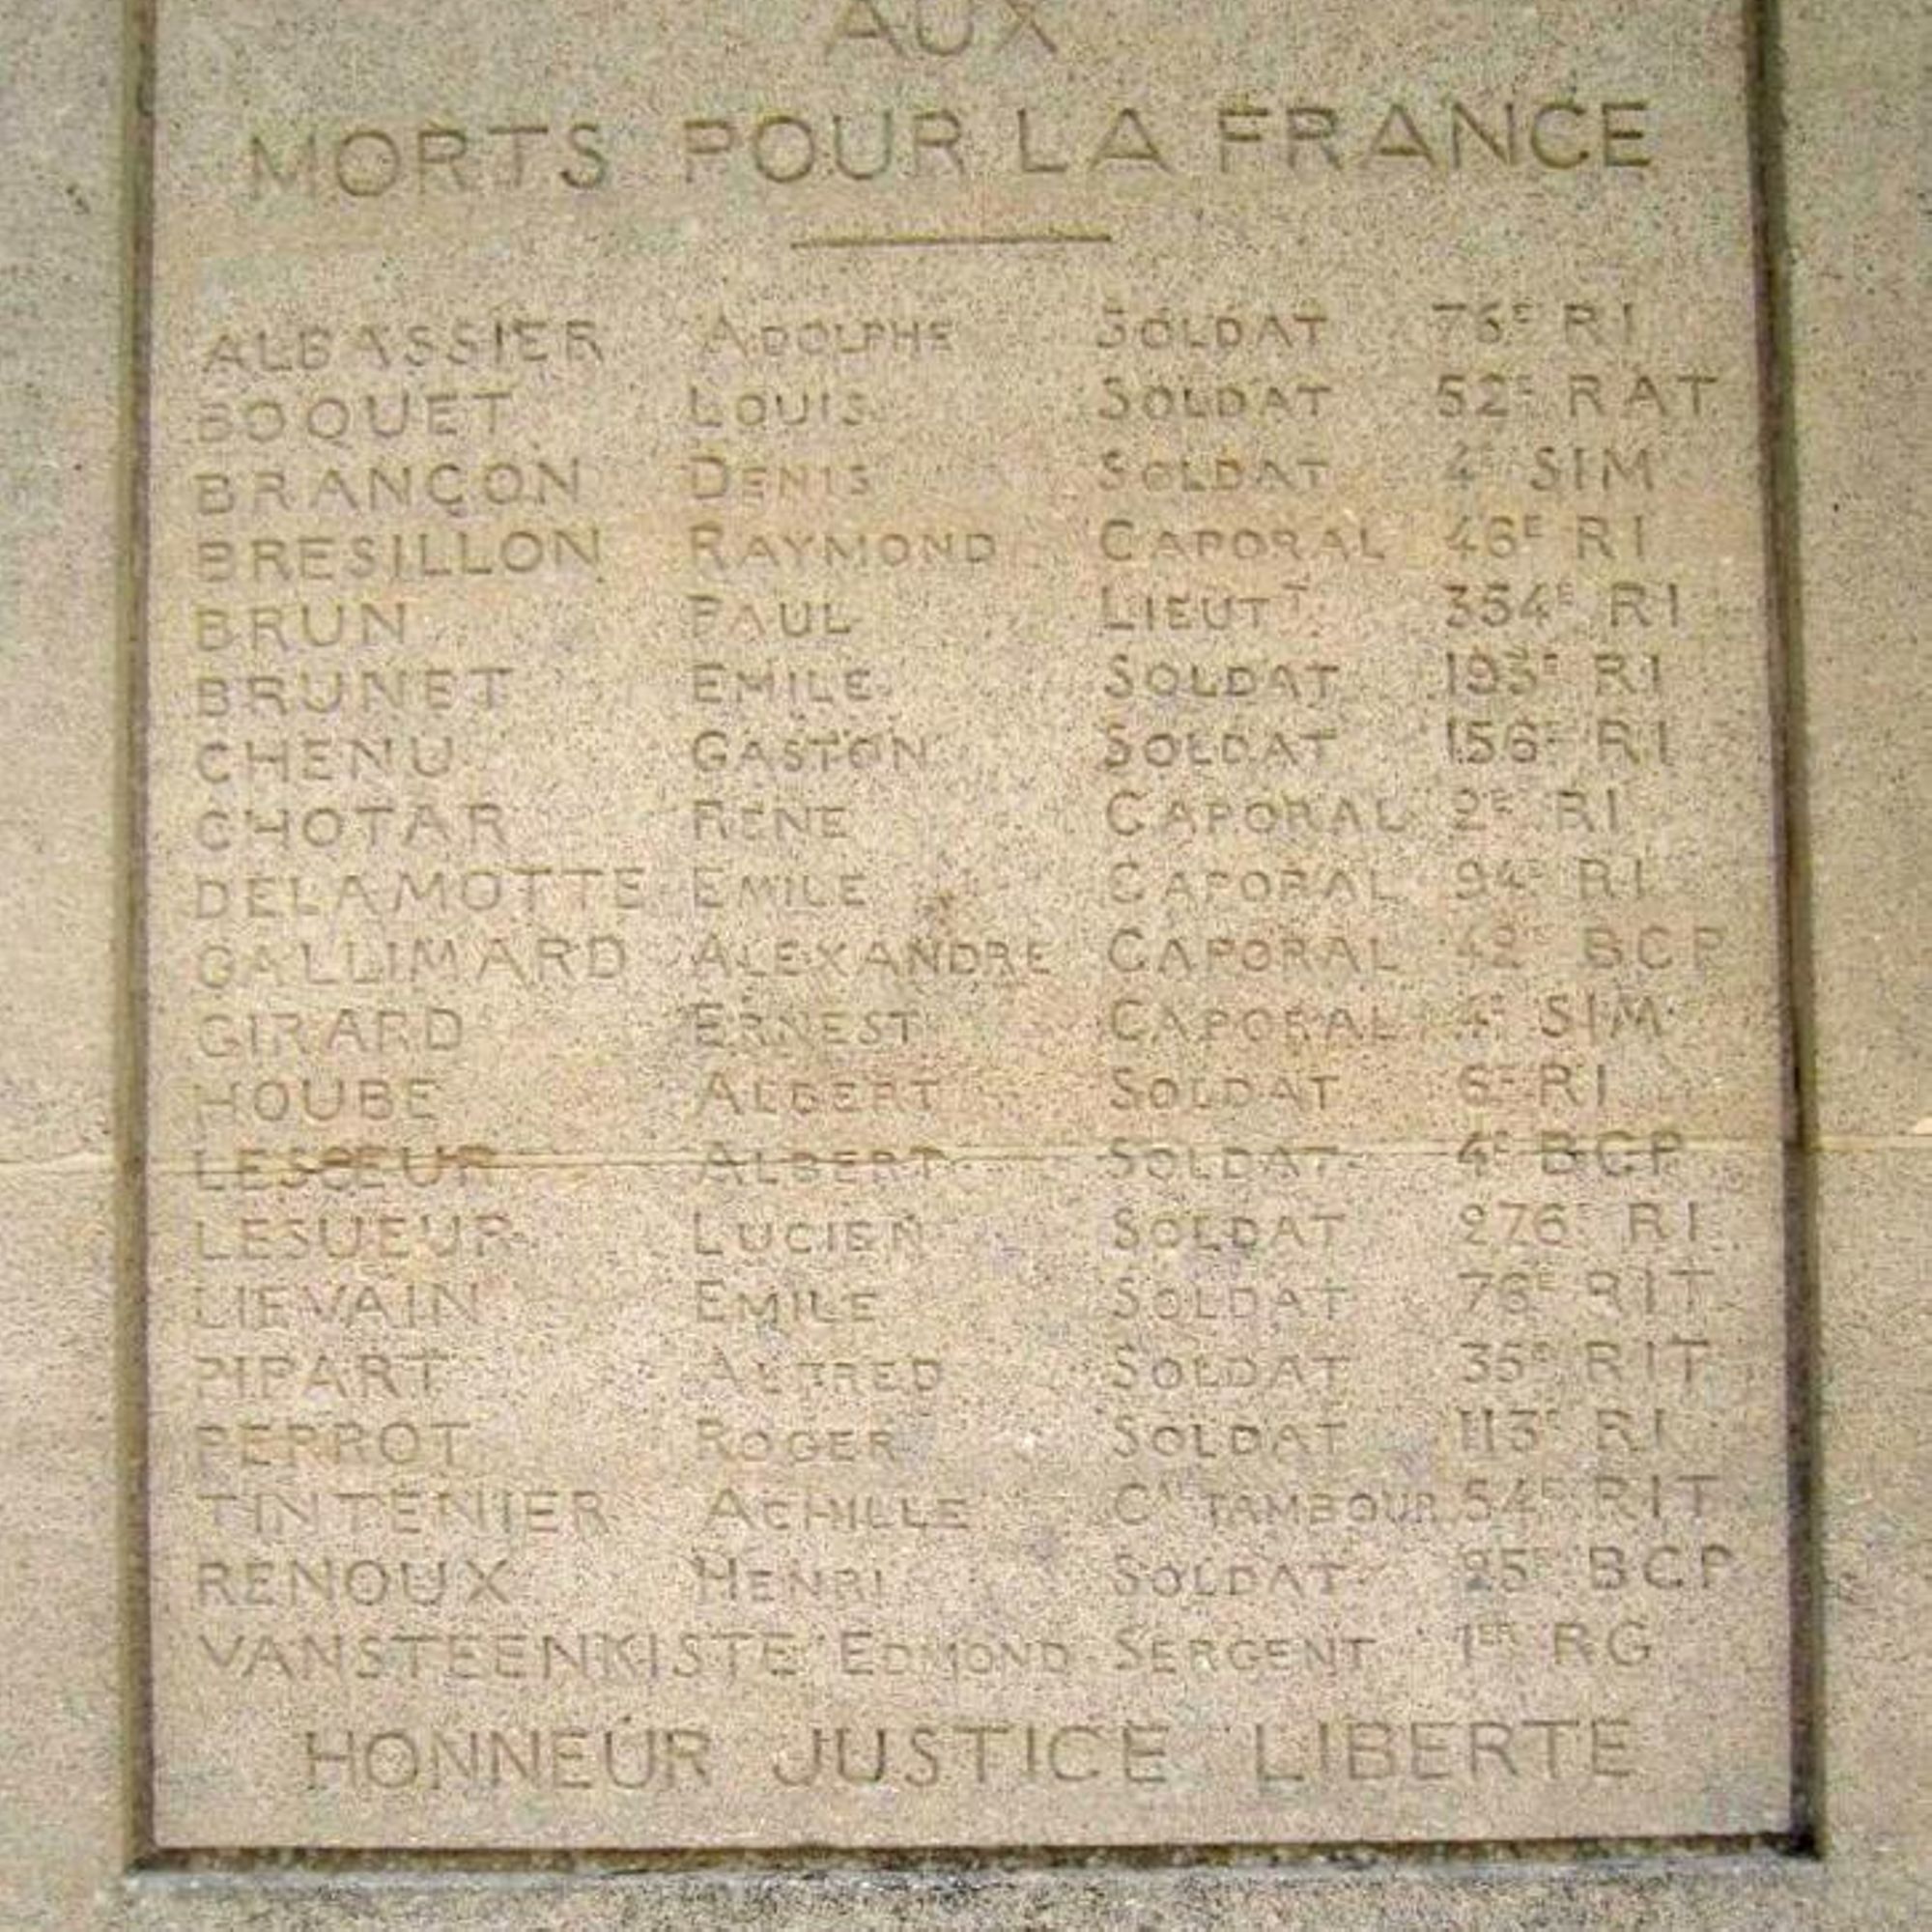 AUX
MORTS POUR LA FRANCE
ALBASSIER ADOLPHE SOLDAT 76E RI
BOQUET LOUIS SOLDAT 52E RAT
BRANÇON DENIS SOLDAT 4E SIM
BRESILLON RAYMOND CAPORAL 46E RI
BRUN PAUL LIEUTT 354E RI
BRUNET EMILE SOLDAT 193E RI
CHENU GASTON SOLDAT 156E RI
CHOTAR RENE CAPORAL 2E RI
DELAMOTTE EMILE CAPORAL 94E RI
GALLIMARD ALEXANDRE CAPORAL 42E BCP
GIRARD ERNEST CAPORAL 4E SIM
HOUBE ALBERT SOLDAT 6E RI
LESŒUR ALBERT SOLDAT 4E BCP
LESUEUR LUCIEN SOLDAT 276E RI
LIEVAIN EMILE SOLDAT 76E RIT
PIPART ALFRED SOLDAT 35E RIT
PERROT ROGER SOLDAT 113E RI
TINTENIER ACHILLE CAL TAMBOUR 54E RIT
RENOUX HENRI SOLDAT 25E BCP
VANSTEENKISTE EDMOND SERGENT 1ER RG
HONNEUR JUSTICE LIBERTE